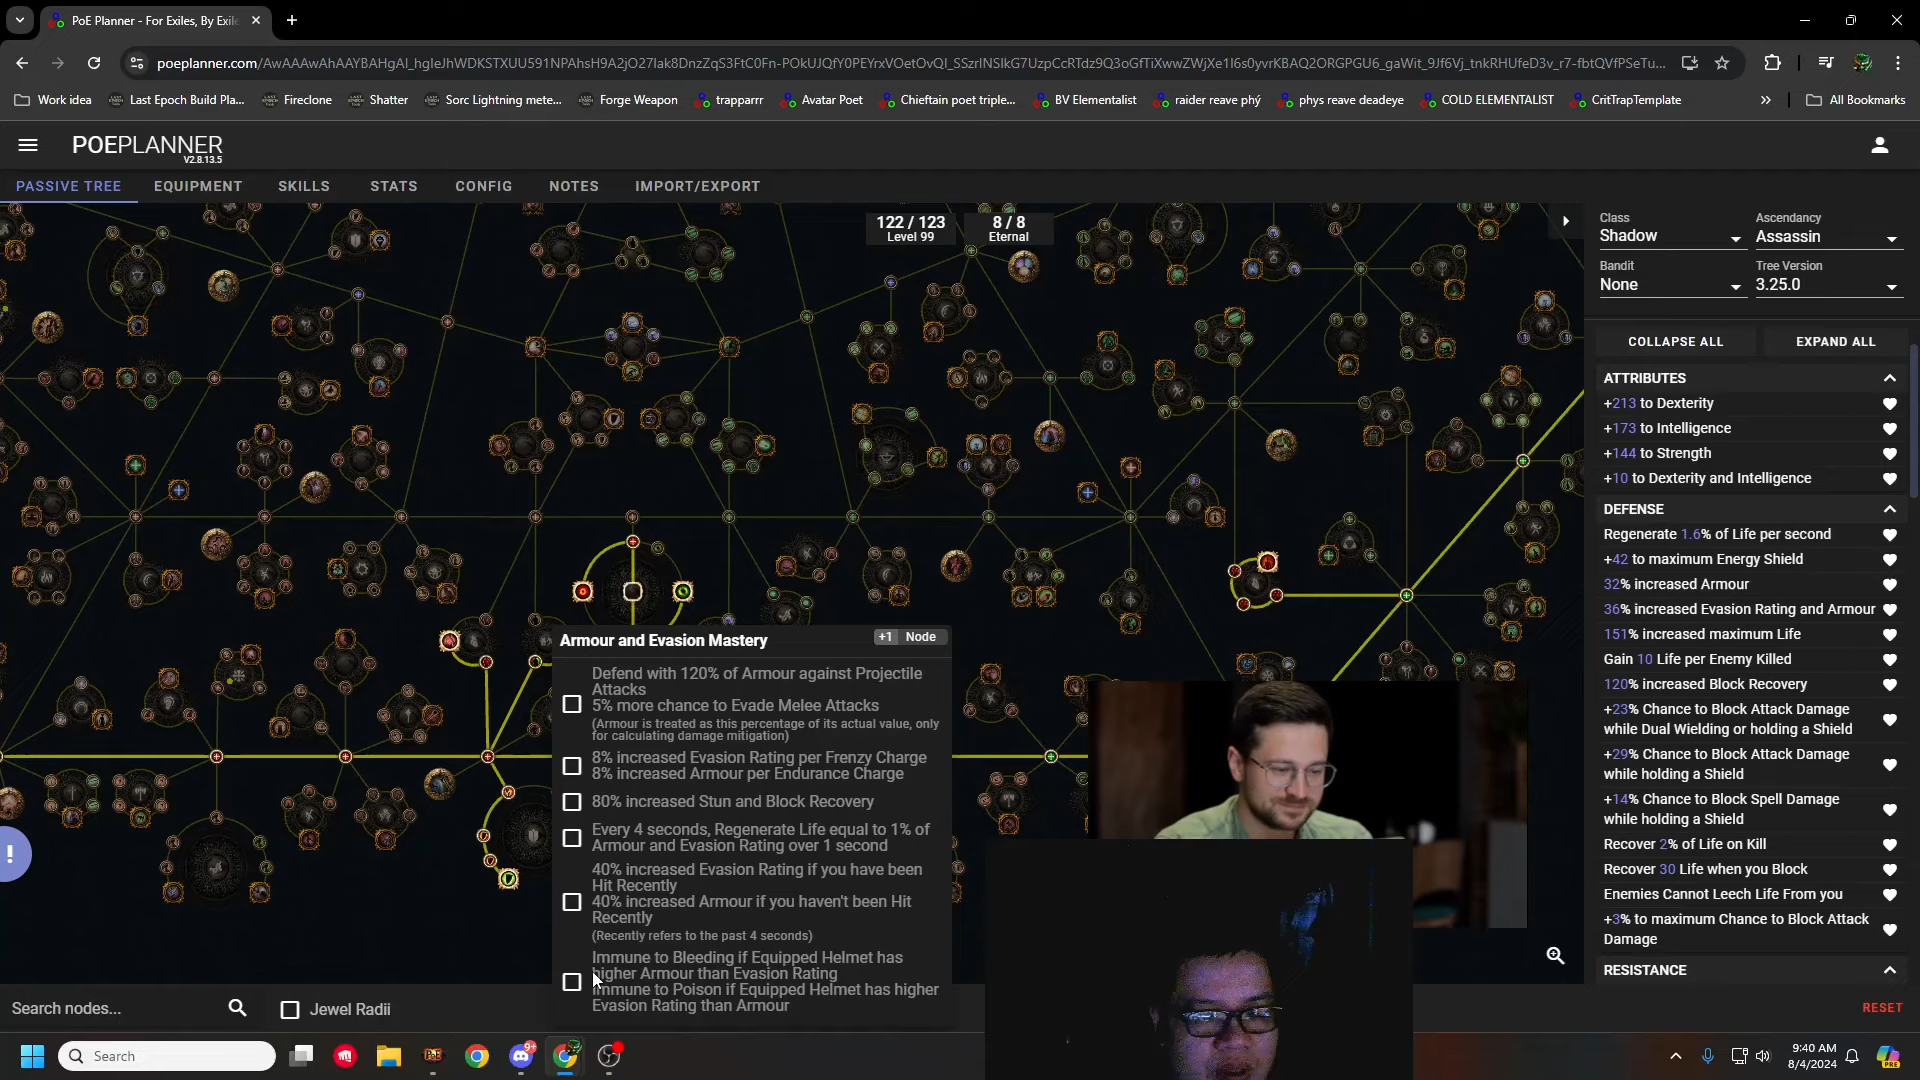 PoE Planner - For Exiles, By Exile
poeplanner.com/
Work idea
Last Epoch Build Pla...
Fireclone
Shatter
Sorc Lightning mete...
Forge Weapon
trapparrr
Avatar Poet
Chieftain poet triple...
BV Elementalist
raider reave phý
phys reave deadeye
COLD ELEMENTALIST
CritTrapTemplate
All Bookmarks
POEPLANNER
V2.8.13.5
PASSIVE TREE
EQUIPMENT
SKILLS
STATS
CONFIG
NOTES
IMPORT/EXPORT
122 / 123
Level 99
8 / 8
Eternal
Class
Shadow
Ascendancy
Assassin
Bandit
None
Tree Version
3.25.0
COLLAPSE ALL
EXPAND ALL
ATTRIBUTES
+213 to Dexterity
+173 to Intelligence
+144 to Strength
+10 to Dexterity and Intelligence
DEFENSE
Regenerate 1.6% of Life per second
+42 to maximum Energy Shield
32% increased Armour
36% increased Evasion Rating and Armour
151% increased maximum Life
Gain 10 Life per Enemy Killed
120% increased Block Recovery
+23% Chance to Block Attack Damage
while Dual Wielding or holding a Shield
+29% Chance to Block Attack Damage
while holding a Shield
+14% Chance to Block Spell Damage
while holding a Shield
Recover 2% of Life on Kill
Recover 30 Life when you Block
Enemies Cannot Leech Life From you
+3% to maximum Chance to Block Attack
Damage
RESISTANCE
Armour and Evasion Mastery
+1 Node
Defend with 120% of Armour against Projectile
Attacks
5% more chance to Evade Melee Attacks
(Armour is treated as this percentage of its actual value, only
for calculating damage mitigation)
8% increased Evasion Rating per Frenzy Charge
8% increased Armour per Endurance Charge
80% increased Stun and Block Recovery
Every 4 seconds, Regenerate Life equal to 1% of
Armour and Evasion Rating over 1 second
40% increased Evasion Rating if you have been
Hit Recently
40% increased Armour if you haven't been Hit
Recently
(Recently refers to the past 4 seconds)
Immune to Bleeding if Equipped Helmet has
higher Armour than Evasion Rating
Immune to Poison if Equipped Helmet has higher
Evasion Rating than Armour
Search nodes...
Jewel Radii
RESET
Search
9+
9:40 AM
8/4/2024
PRE